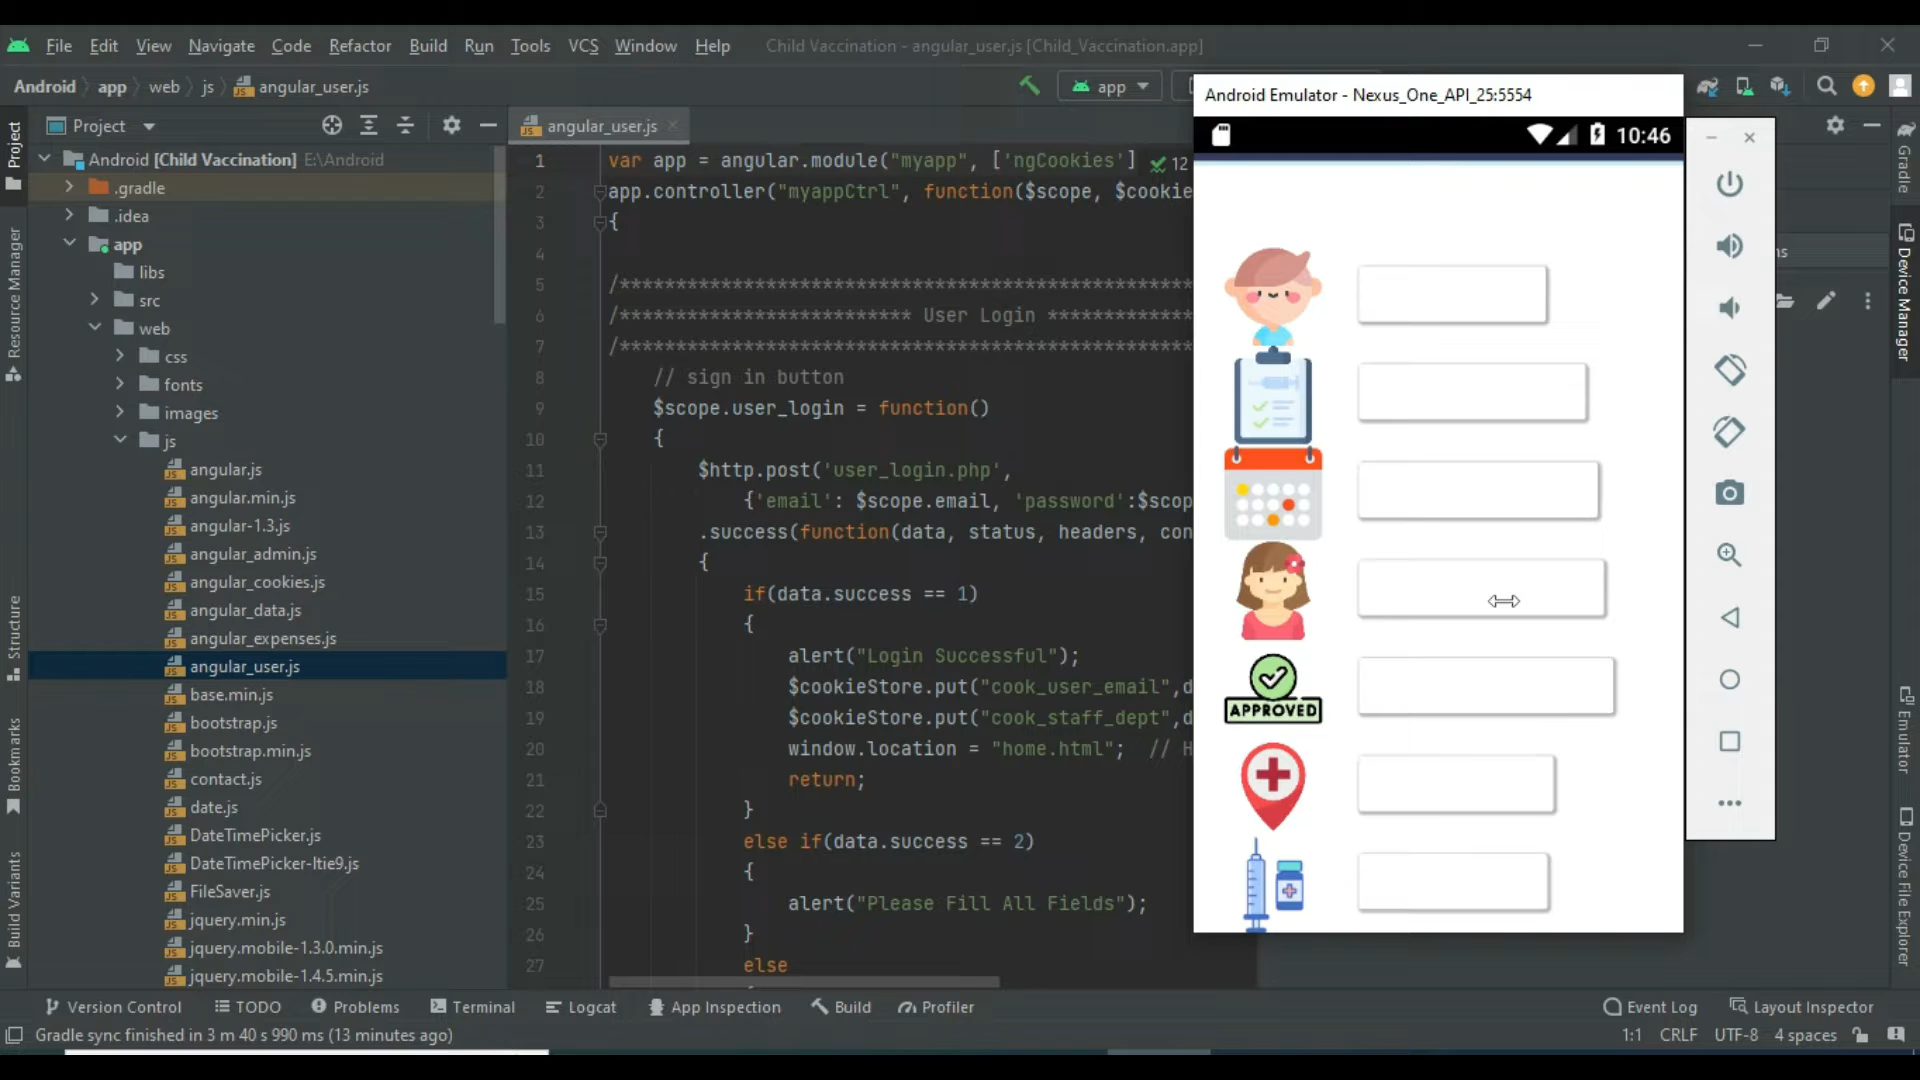 File Edit View Navigate Code Refactor Build Run Tools VCS Window Help Child Vaccination - angular_user.js [Child_Vaccination.app]
Android app web js angular_user.js
app
Project
angular_user.js
Android [Child Vaccination] E:\Android
.gradle
.idea
app
libs
src
web
css
fonts
images
js
angular.js
angular.min.js
angular-1.3.js
angular_admin.js
angular_cookies.js
angular_data.js
angular_expenses.js
angular_user.js
base.min.js
bootstrap.js
bootstrap.min.js
contact.js
date.js
DateTimePicker.js
DateTimePicker-ltie9.js
FileSaver.js
jquery.min.js
jquery.mobile-1.3.0.min.js
jquery.mobile-1.4.5.min.js
Project
Resource Manager
Structure
Bookmarks
Build Variants
12
1 var app = angular.module("myapp", ['ngCookies']
2 app.controller("myappCtrl", function($scope, $cookie
3 {
4
5 /***************************************************
6 /************************** User Login *************
7 /***************************************************
8 // sign in button
9 $scope.user_login = function()
10 {
11 $http.post('user_login.php',
12 {'email': $scope.email, 'password':$scop
13 .success(function(data, status, headers, con
14 {
15 if(data.success == 1)
16 {
17 alert("Login Successful");
18 $cookieStore.put("cook_user_email",d
19 $cookieStore.put("cook_staff_dept",d
20 window.location = "home.html"; // H
21 return;
22 }
23 else if(data.success == 2)
24 {
25 alert("Please Fill All Fields");
26 }
27 else
Android Emulator - Nexus_One_API_25:5554
10:46
APPROVED
ns
Gradle
Device Manager
Emulator
Device File Explorer
Version Control TODO Problems Terminal Logcat App Inspection Build Profiler Event Log Layout Inspector
Gradle sync finished in 3 m 40 s 990 ms (13 minutes ago) 1:1 CRLF UTF-8 4 spaces